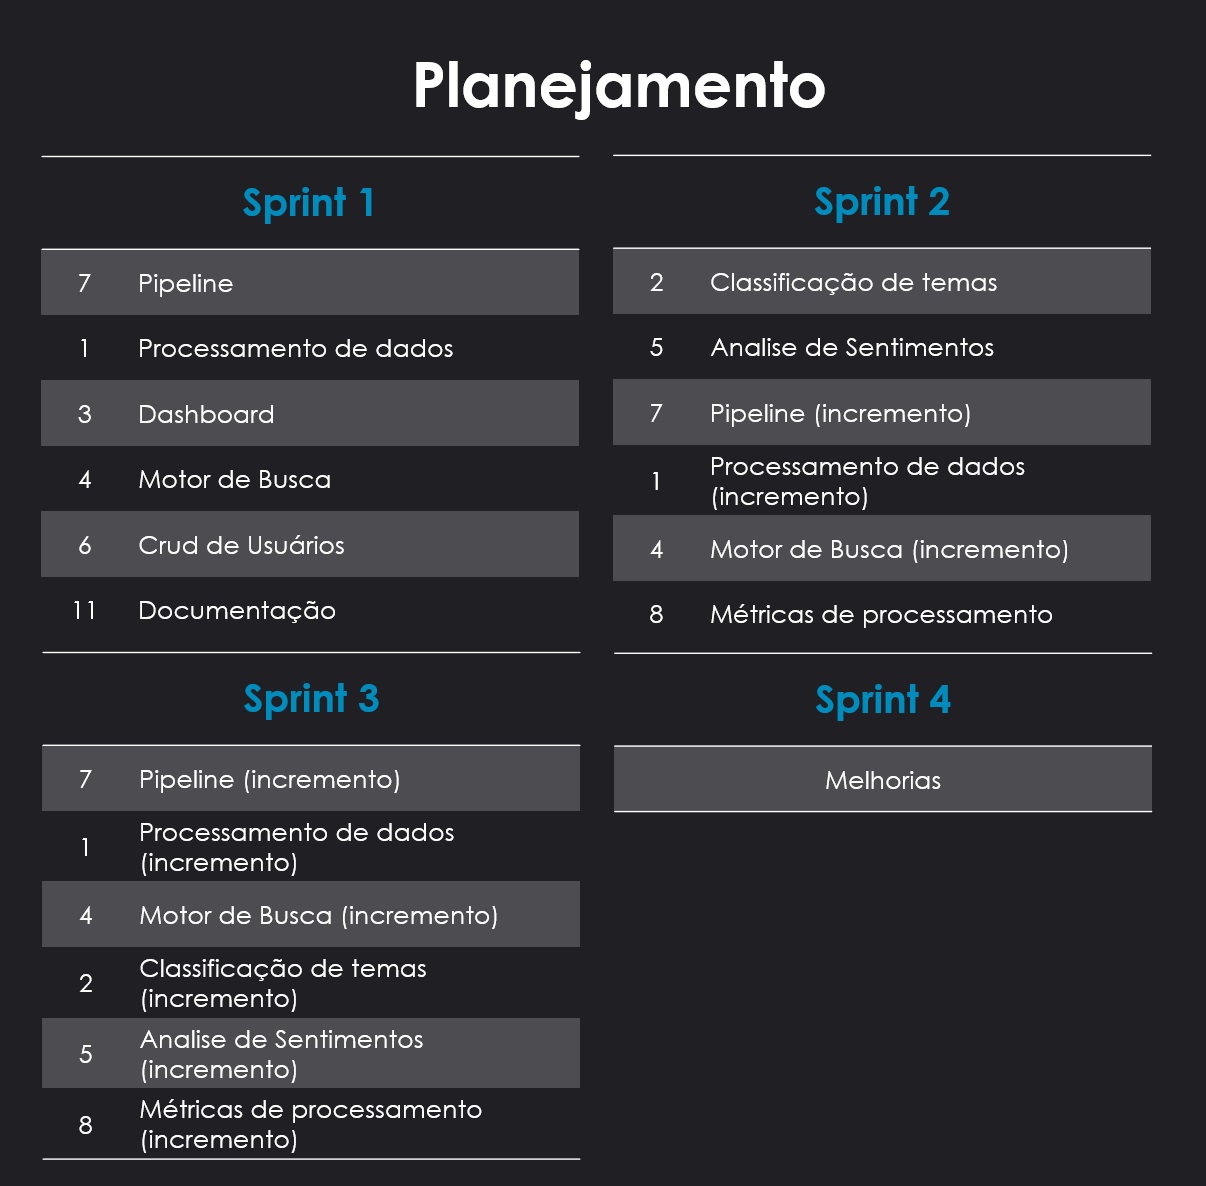 Planejamento
Sprint 1
7 Pipeline
1 Processamento de dados
3 Dashboard
4 Motor de Busca
6 Crud de Usuários
11 Documentação
Sprint 2
2 Classificação de temas
5 Analise de Sentimentos
7 Pipeline (incremento)
1 Processamento de dados
(incremento)
4 Motor de Busca (incremento)
8 Métricas de processamento
Sprint 3
7 Pipeline (incremento)
1 Processamento de dados
(incremento)
4 Motor de Busca (incremento)
2 Classificação de temas
(incremento)
5 Analise de Sentimentos
(incremento)
8 Métricas de processamento
(incremento)
Sprint 4
Melhorias